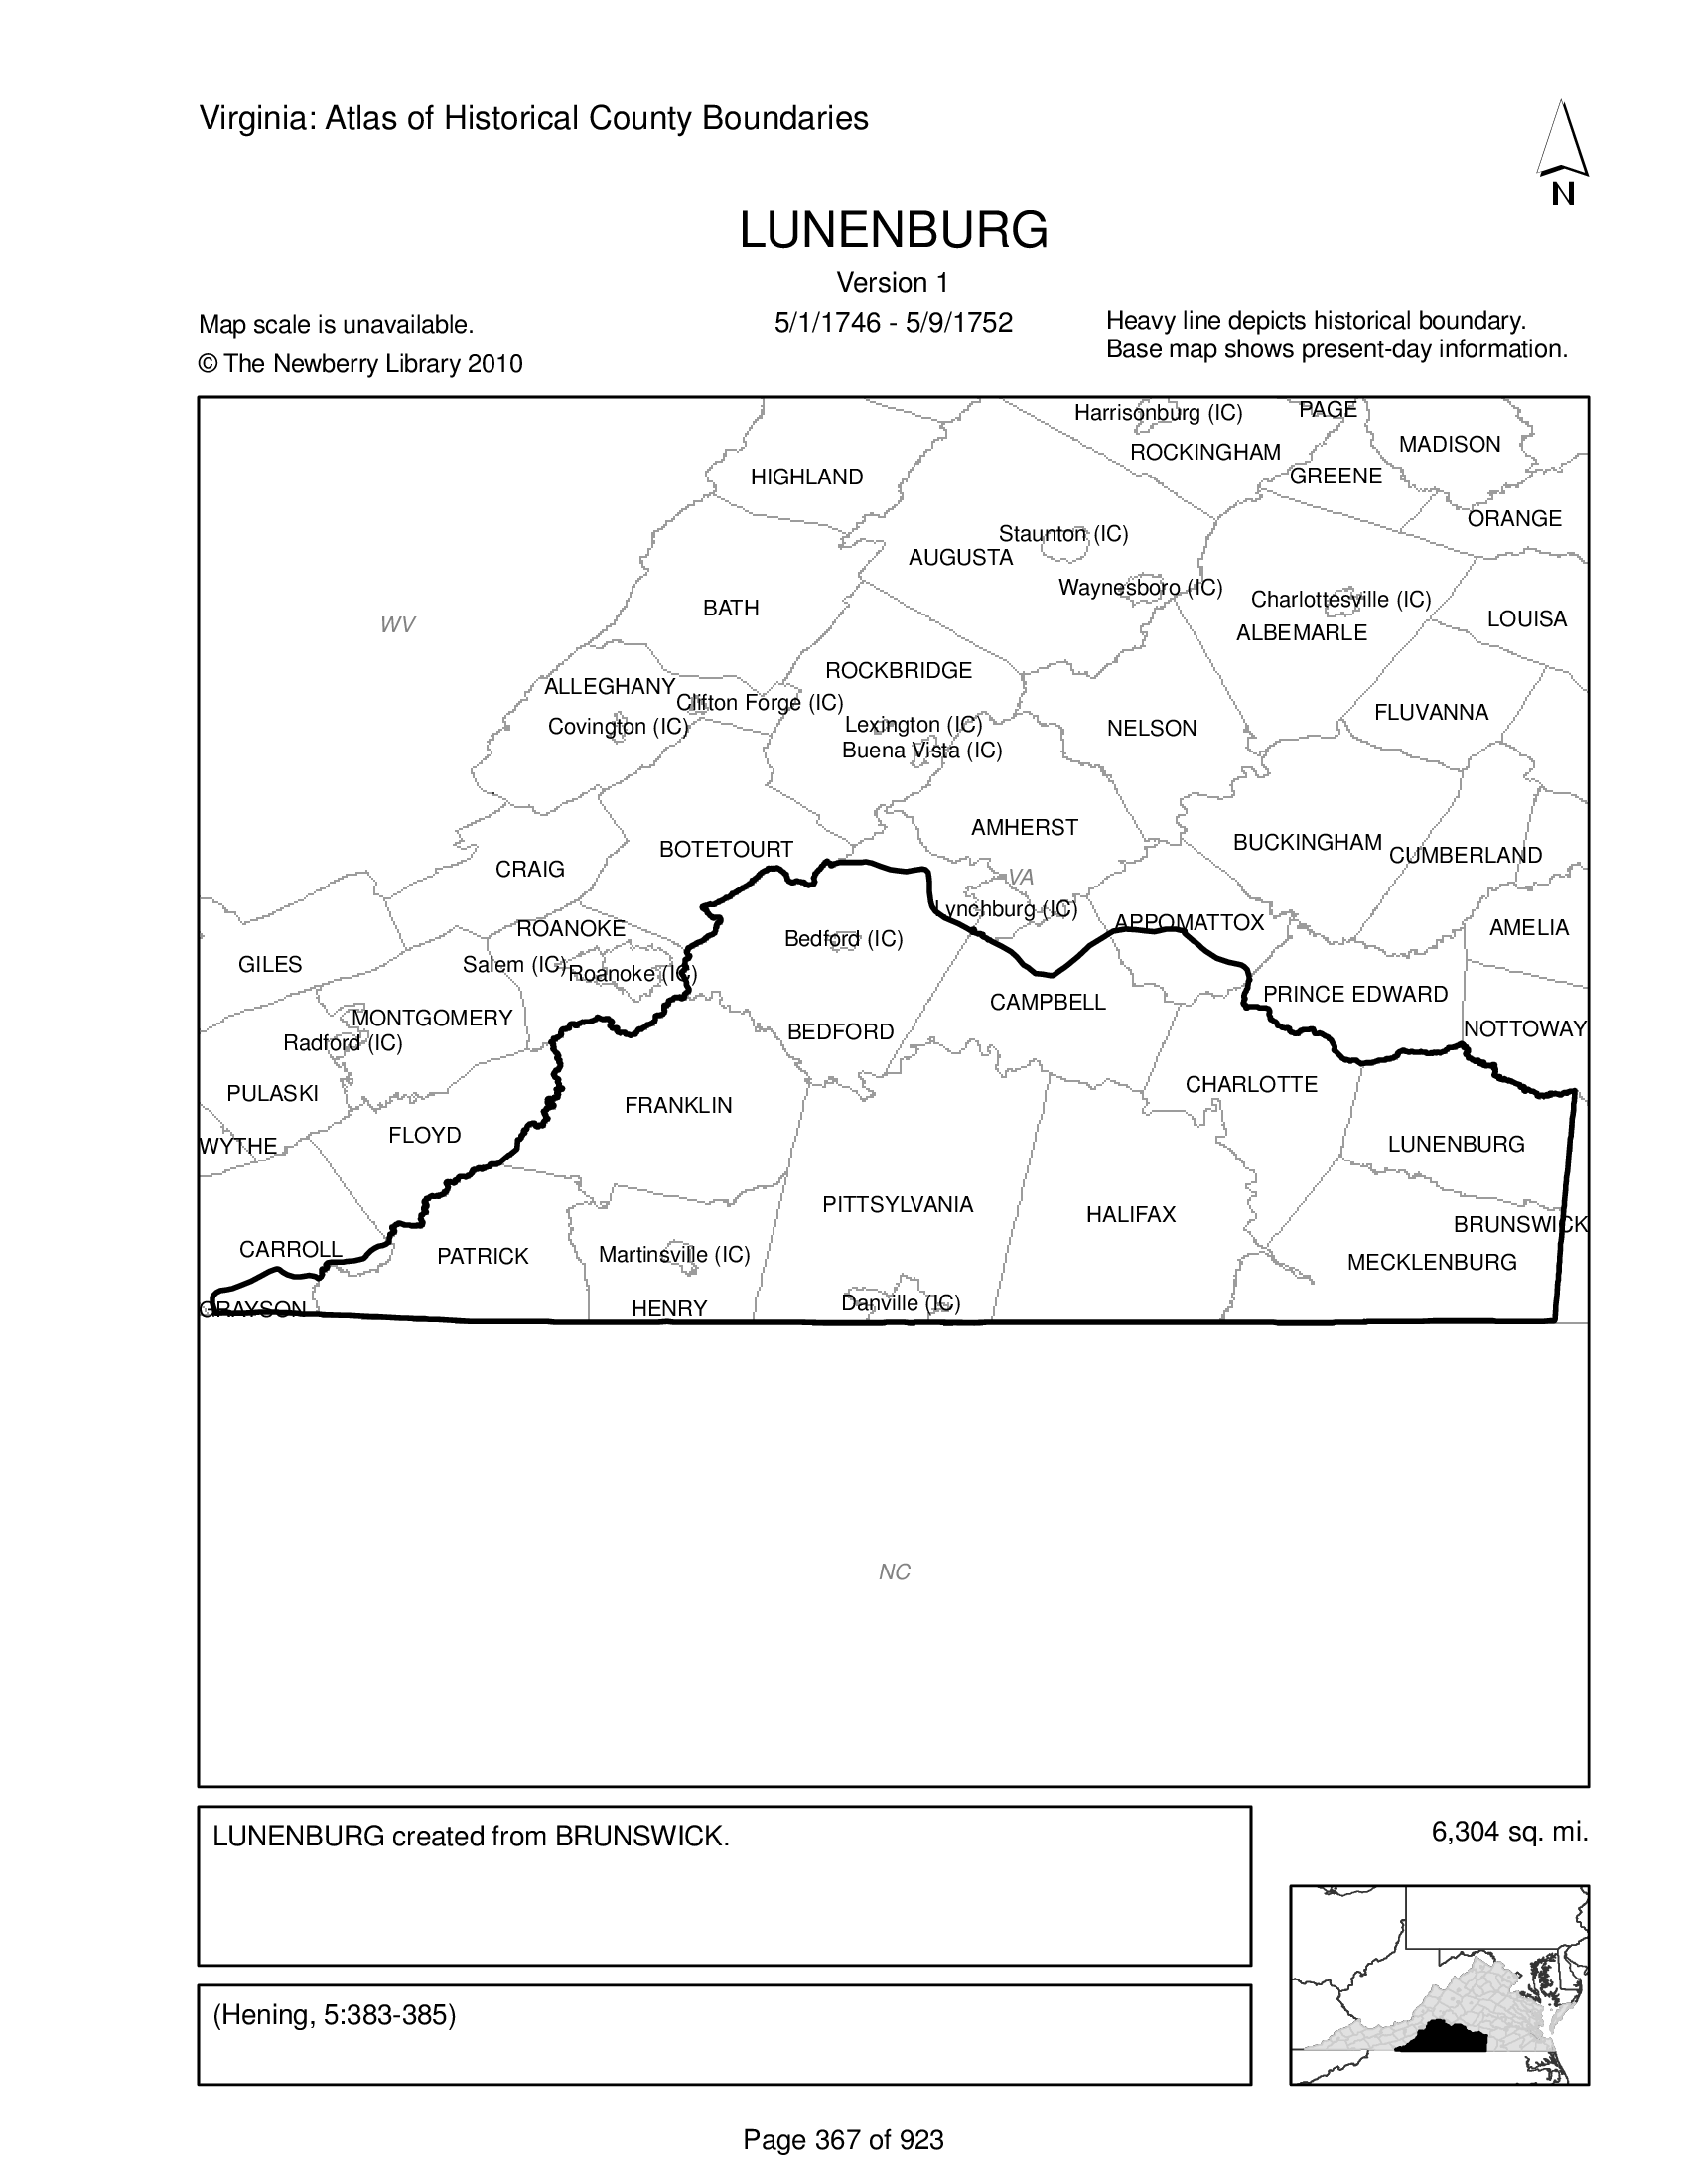 Virginia: Atlas of Historical County Boundaries
N
LUNENBURG
Version 1
Map scale is unavailable.
5/1/1746 - 5/9/1752
Heavy line depicts historical boundary.
© The Newberry Library 2010
Base map shows present-day information.
Harrisonburg (IC)
PAGE
MADISON
ROCKINGHAM
HIGHLAND
GREENE
ORANGE
Staunton (IC)
AUGUSTA
Waynesboro (IC)
Charlottesville (IC)
BATH
LOUISA
WV
ALBEMARLE
ROCKBRIDGE
ALLEGHANY
Clifton Forge (IC)
FLUVANNA
Covington (IC)
Lexington (IC)
NELSON
Buena Vista (IC)
AMHERST
BUCKINGHAM
BOTETOURT
CUMBERLAND
CRAIG
VA
Lynchburg (IC)
APPOMATTOX
ROANOKE
AMELIA
Bedford (IC)
GILES
Salem (IC)
Roanoke (IC)
PRINCE EDWARD
CAMPBELL
MONTGOMERY
NOTTOWAY
BEDFORD
Radford (IC)
CHARLOTTE
PULASKI
FRANKLIN
FLOYD
WYTHE
LUNENBURG
PITTSYLVANIA
HALIFAX
BRUNSWICK
CARROLL
PATRICK
Martinsville (IC)
MECKLENBURG
GRAYSON
HENRY
Danville (IC)
NC
LUNENBURG created from BRUNSWICK.
6,304 sq. mi.
(Hening, 5:383-385)
Page 367 of 923